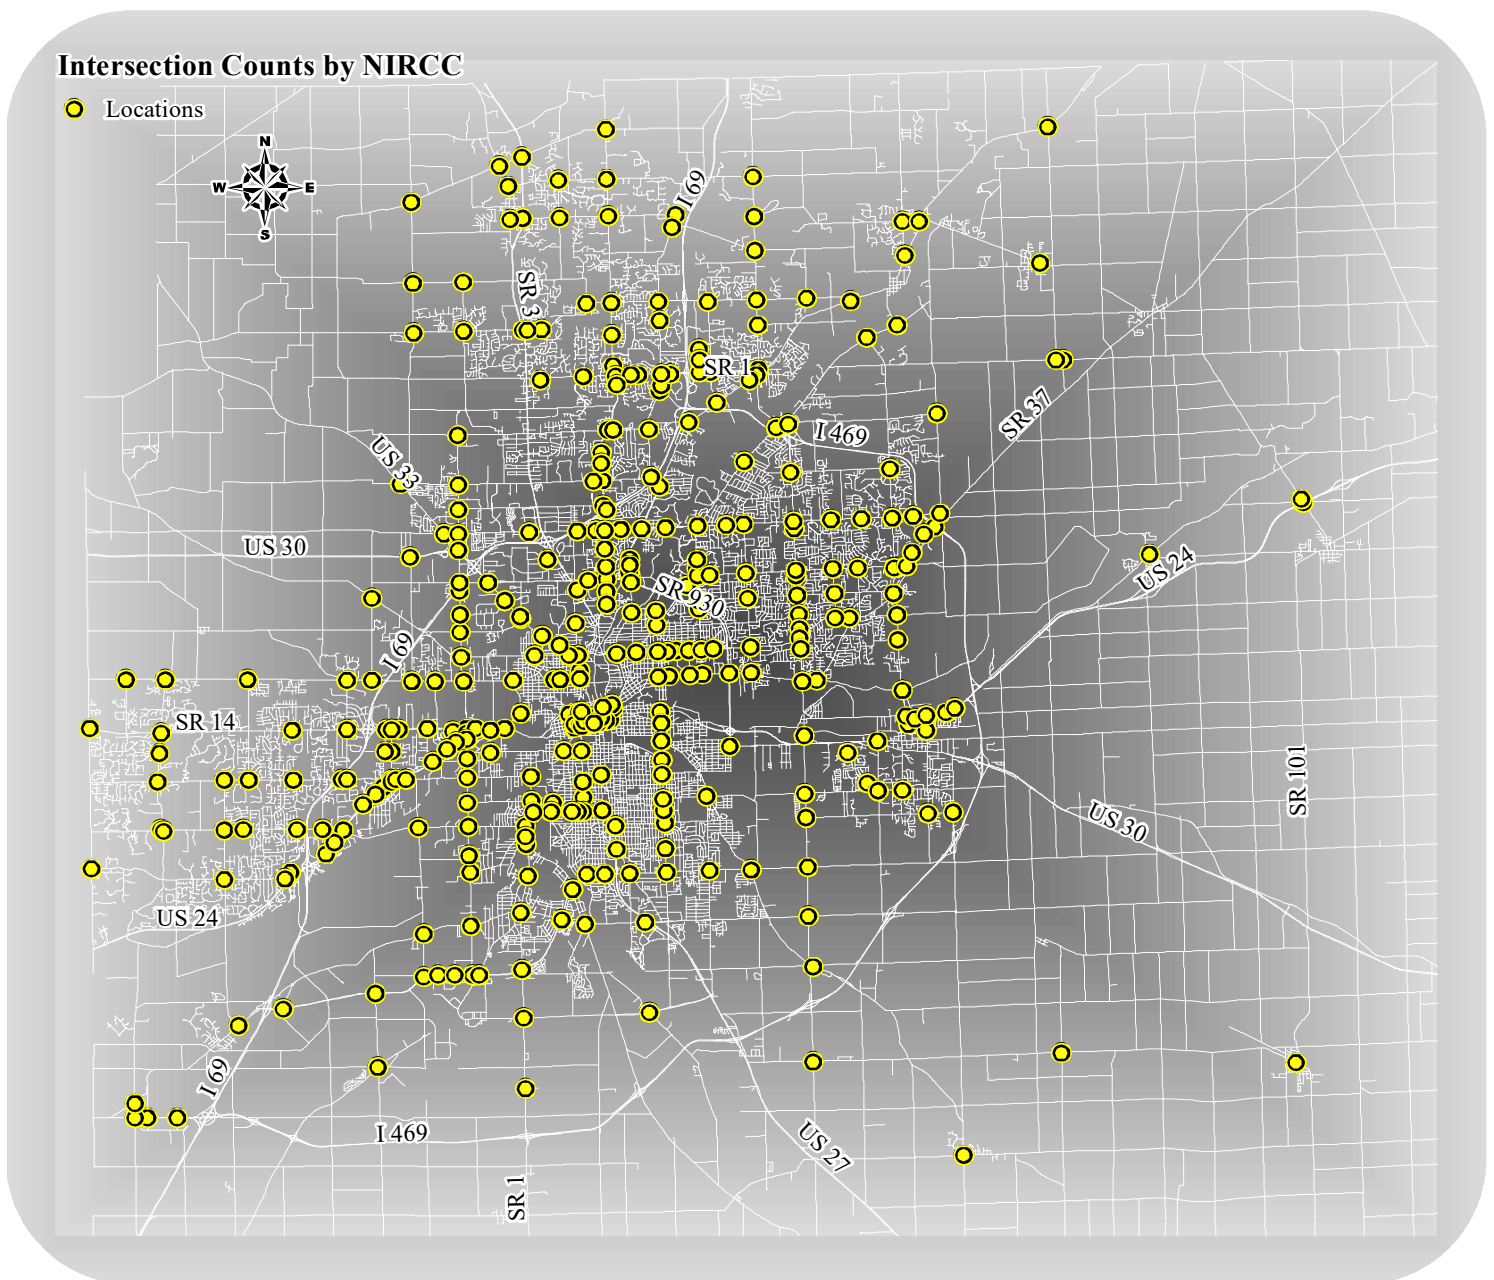 Intersection Counts by NIRCC
Locations
N
W E
S
I 69
SR 3
SR 1
I 469
SR 37
US 33
US 30
US 24
SR 930
I 69
SR 14
SR 101
US 30
US 24
I 69
I 469
US 27
SR 1